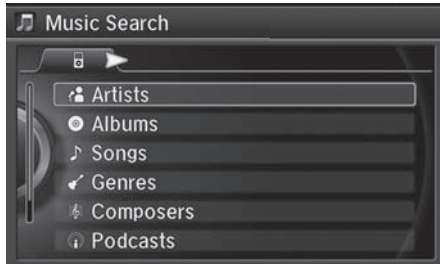 Music Search
Artists
Albums
Songs
Genres
Composers
Podcasts